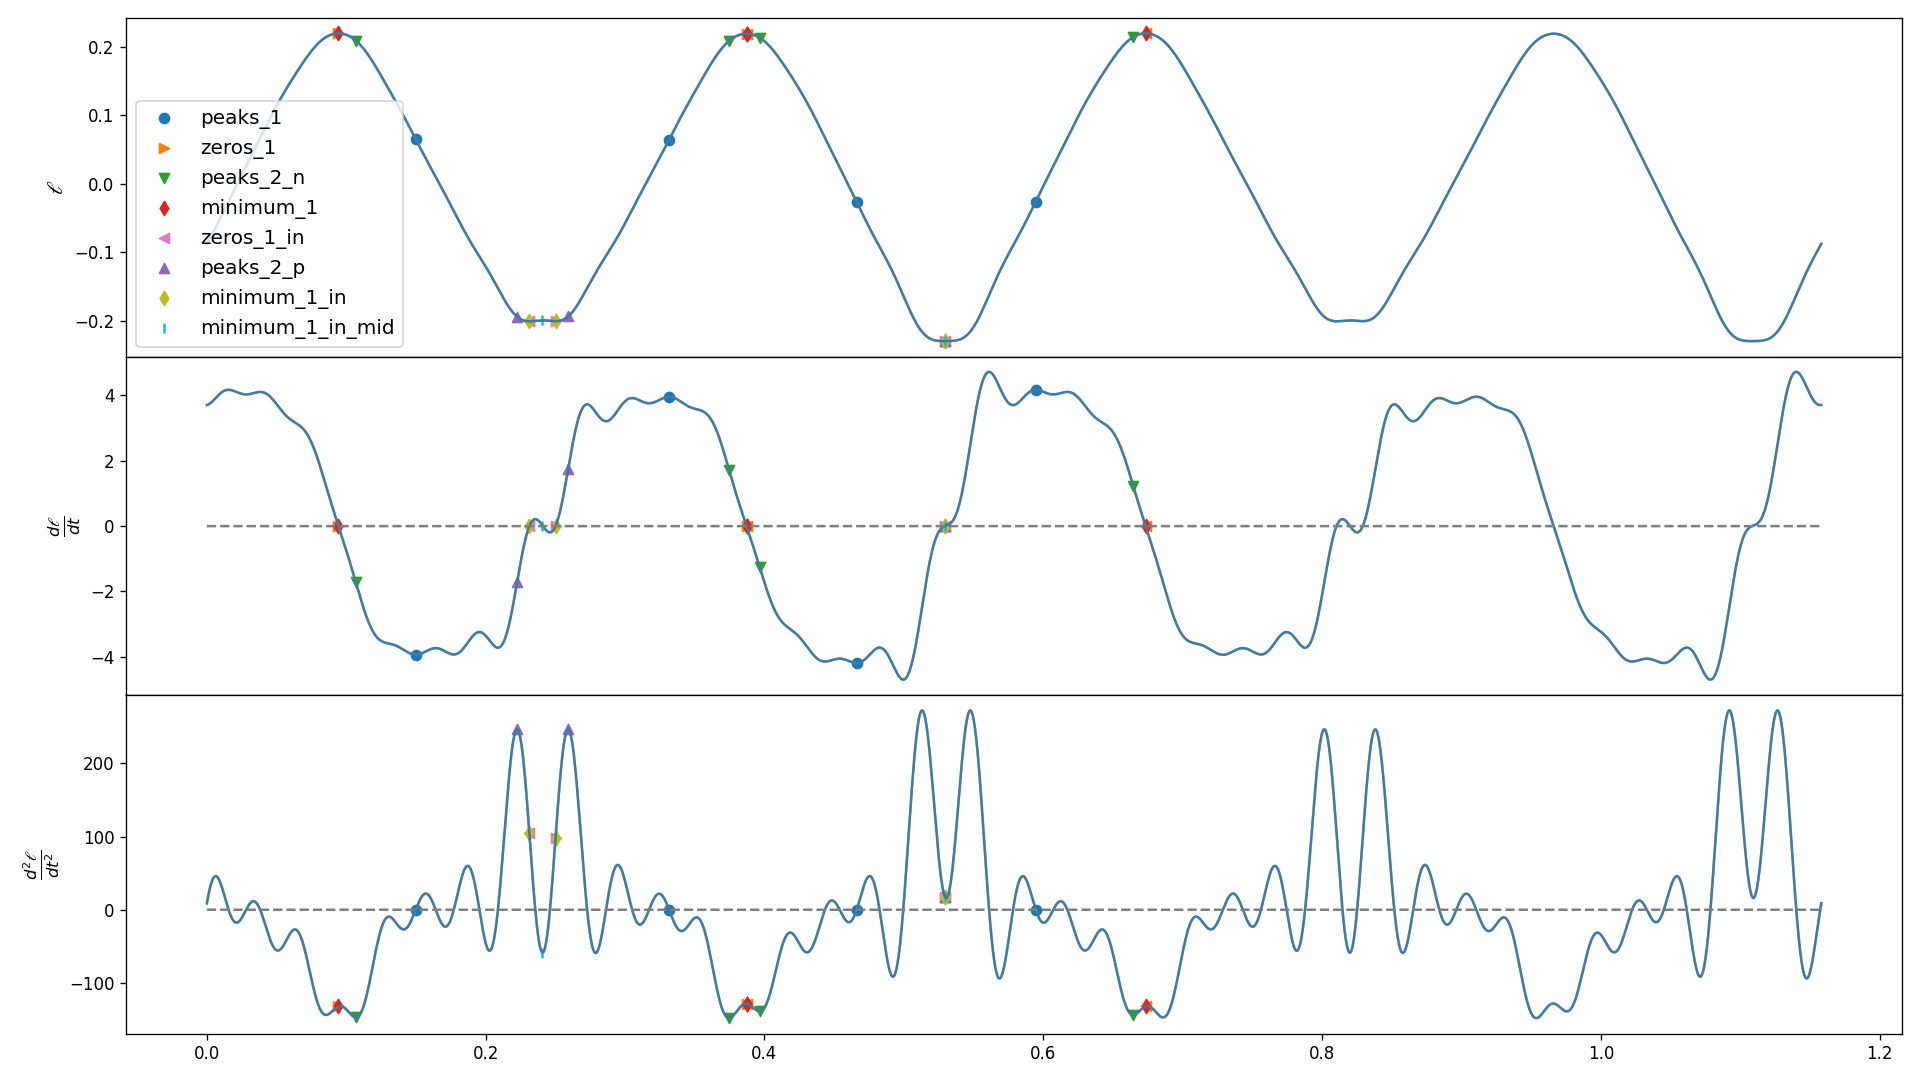 0.2
0.1
0.0
−0.1
−0.2
ℓ
peaks_1
zeros_1
peaks_2_n
minimum_1
zeros_1_in
peaks_2_p
minimum_1_in
minimum_1_in_mid
4
2
0
−2
−4
dℓ/dt
200
100
0
−100
d²ℓ/dt²
0.0 0.2 0.4 0.6 0.8 1.0 1.2